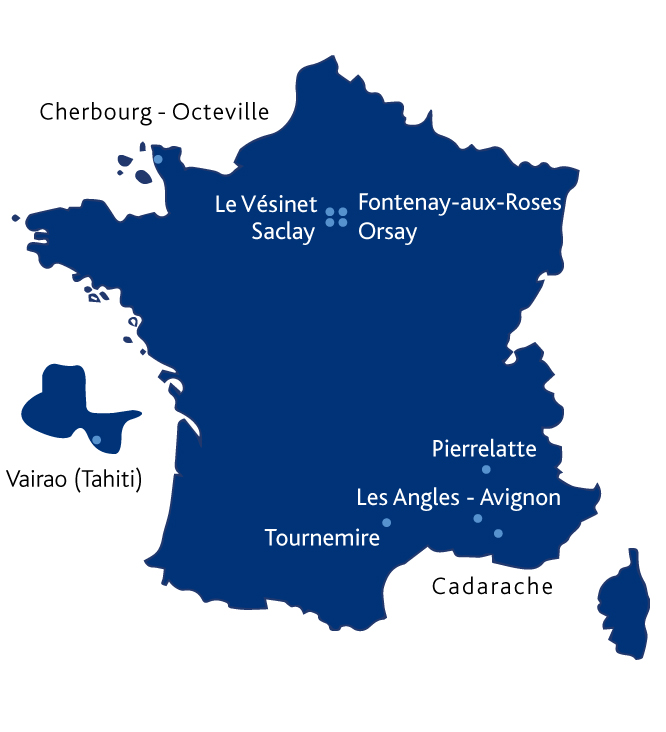 Cherbourg - Octeville
Le Vésinet
Fontenay-aux-Roses
Saclay
Orsay
Pierrelatte
Vairao (Tahiti)
Les Angles - Avignon
Tournemire
Cadarache